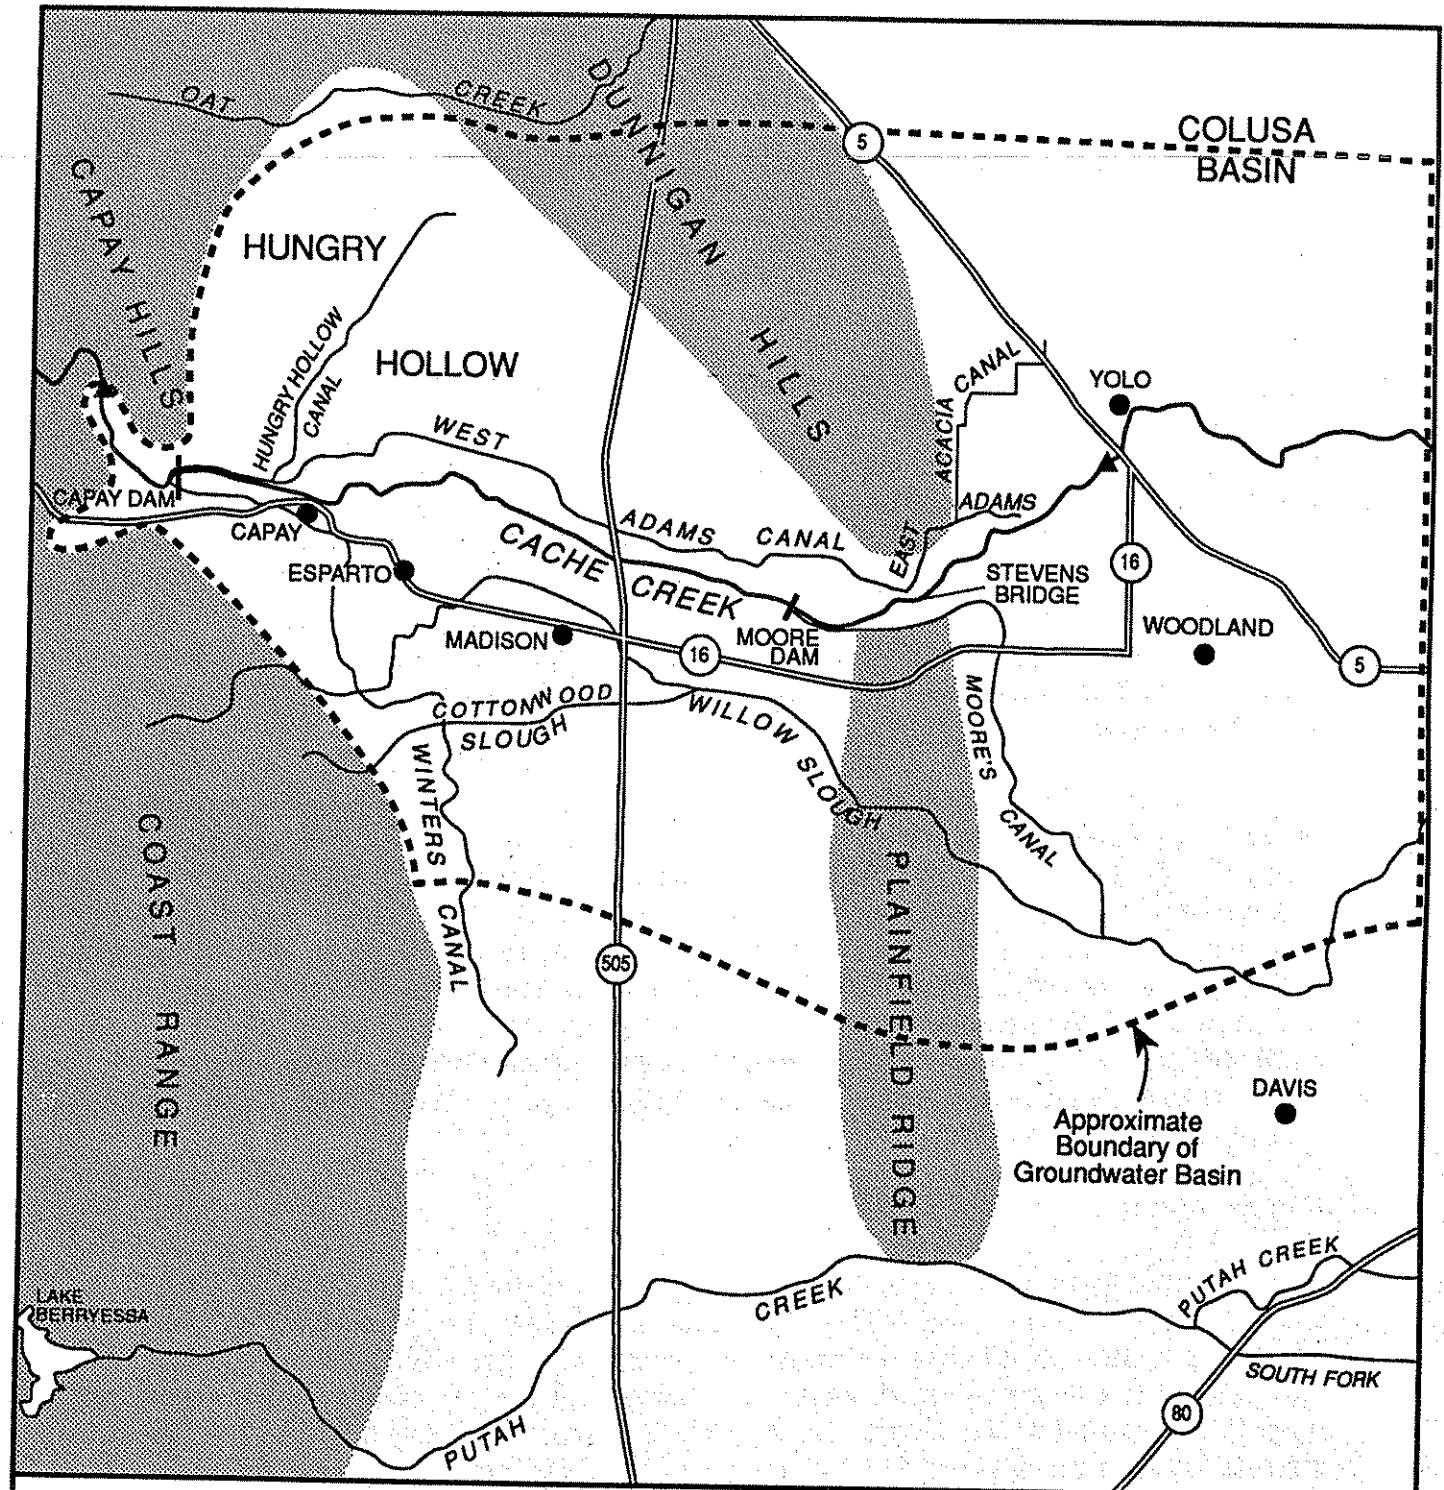 OAT CREEK
DUNNIGAN HILLS
5
COLUSA
BASIN
CAPAY HILLS
HUNGRY
HOLLOW
HUNGRY HOLLOW
CANAL
ACACIA CANAL
YOLO
WEST ADAMS CANAL
EAST ADAMS
CAPAY DAM
CAPAY
CACHE CREEK
ESPARTO
16
STEVENS
BRIDGE
MADISON
16
MOORE
DAM
WOODLAND
5
COTTONWOOD
SLOUGH
WILLOW SLOUGH
MOORE'S CANAL
WINTERS CANAL
COAST RANGE
PLAINFIELD RIDGE
505
DAVIS
Approximate
Boundary of
Groundwater Basin
LAKE
BERRYESSA
PUTAH CREEK
PUTAH CREEK
SOUTH FORK
80